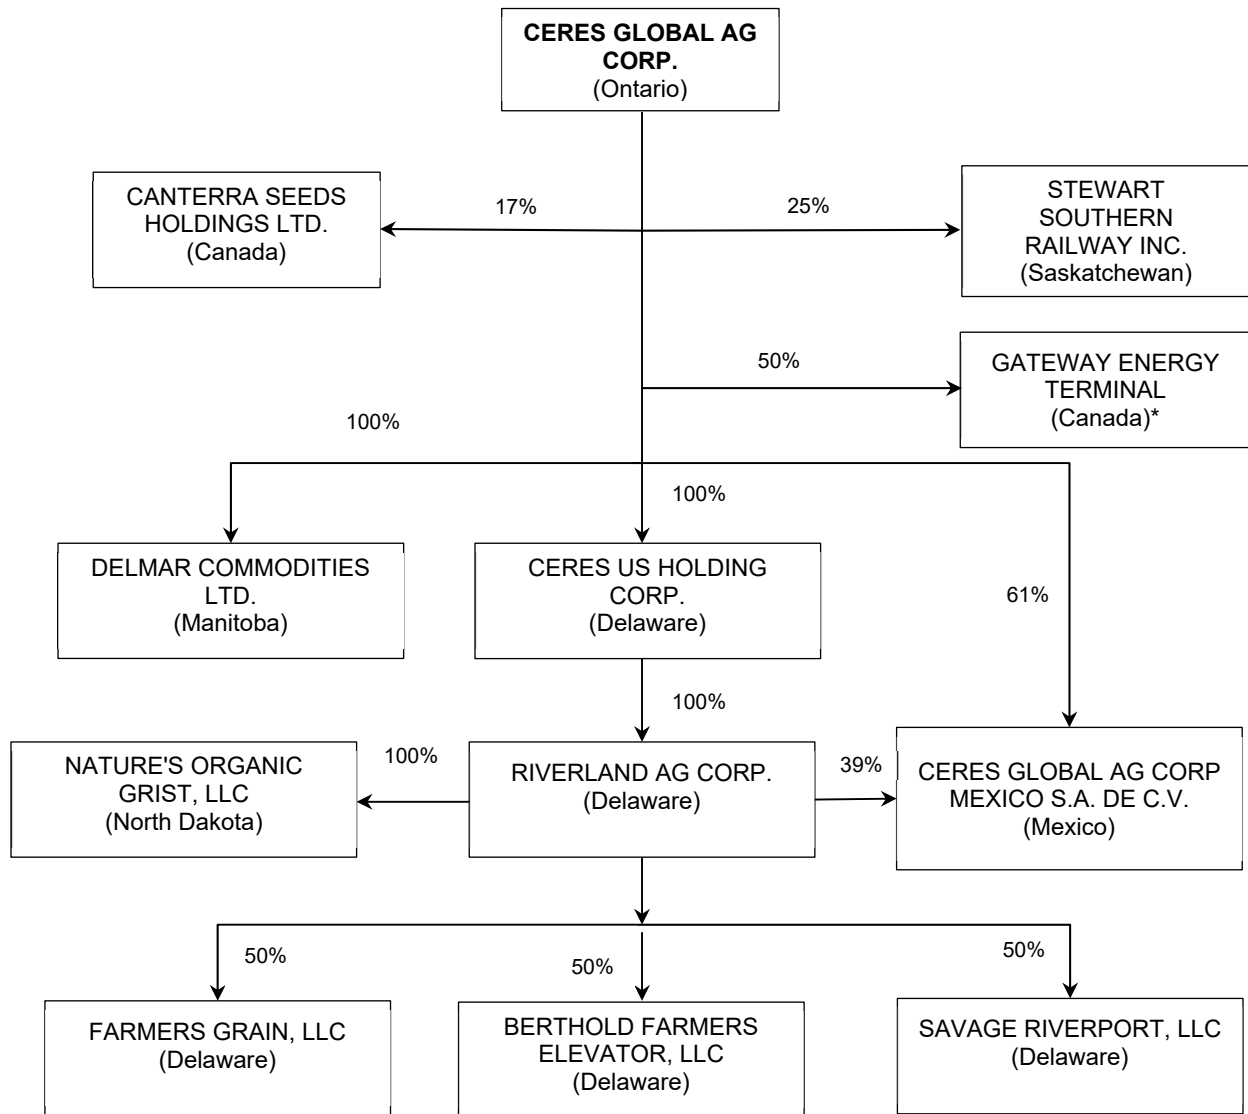 CERES GLOBAL AG
CORP.
(Ontario)
CANTERRA SEEDS
HOLDINGS LTD.
(Canada)
17%
25%
STEWART
SOUTHERN
RAILWAY INC.
(Saskatchewan)
50%
GATEWAY ENERGY
TERMINAL
(Canada)*
100%
100%
61%
DELMAR COMMODITIES
LTD.
(Manitoba)
CERES US HOLDING
CORP.
(Delaware)
100%
NATURE'S ORGANIC
GRIST, LLC
(North Dakota)
100%
RIVERLAND AG CORP.
(Delaware)
39%
CERES GLOBAL AG CORP
MEXICO S.A. DE C.V.
(Mexico)
50%
50%
50%
FARMERS GRAIN, LLC
(Delaware)
BERTHOLD FARMERS
ELEVATOR, LLC
(Delaware)
SAVAGE RIVERPORT, LLC
(Delaware)